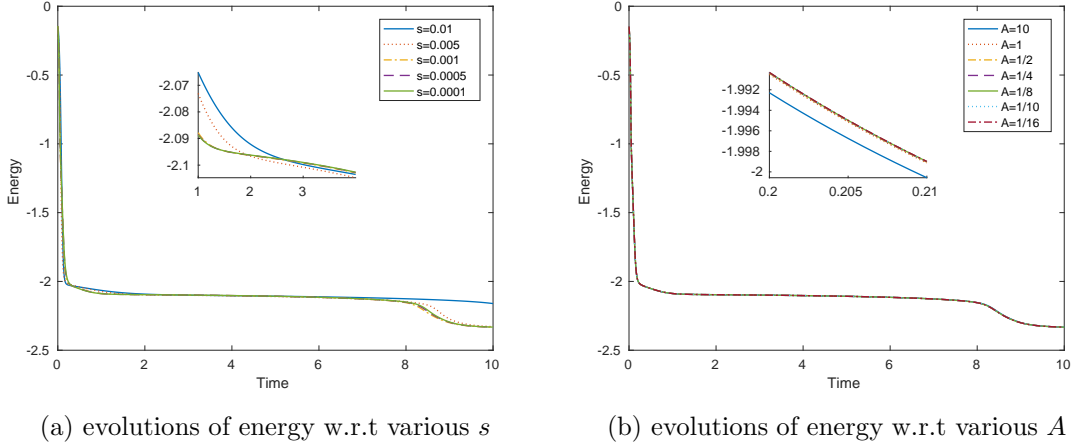 0
-0.5
-1
-1.5
-2
-2.5
Energy
0 2 4 6 8 10
Time
s=0.01
s=0.005
s=0.001
s=0.0005
s=0.0001
-2.07
-2.08
-2.09
-2.1
1 2 3
(a) evolutions of energy w.r.t various s
0
-0.5
-1
-1.5
-2
-2.5
Energy
0 2 4 6 8 10
Time
A=10
A=1
A=1/2
A=1/4
A=1/8
A=1/10
A=1/16
-1.992
-1.994
-1.996
-1.998
-2
0.2 0.205 0.21
(b) evolutions of energy w.r.t various A